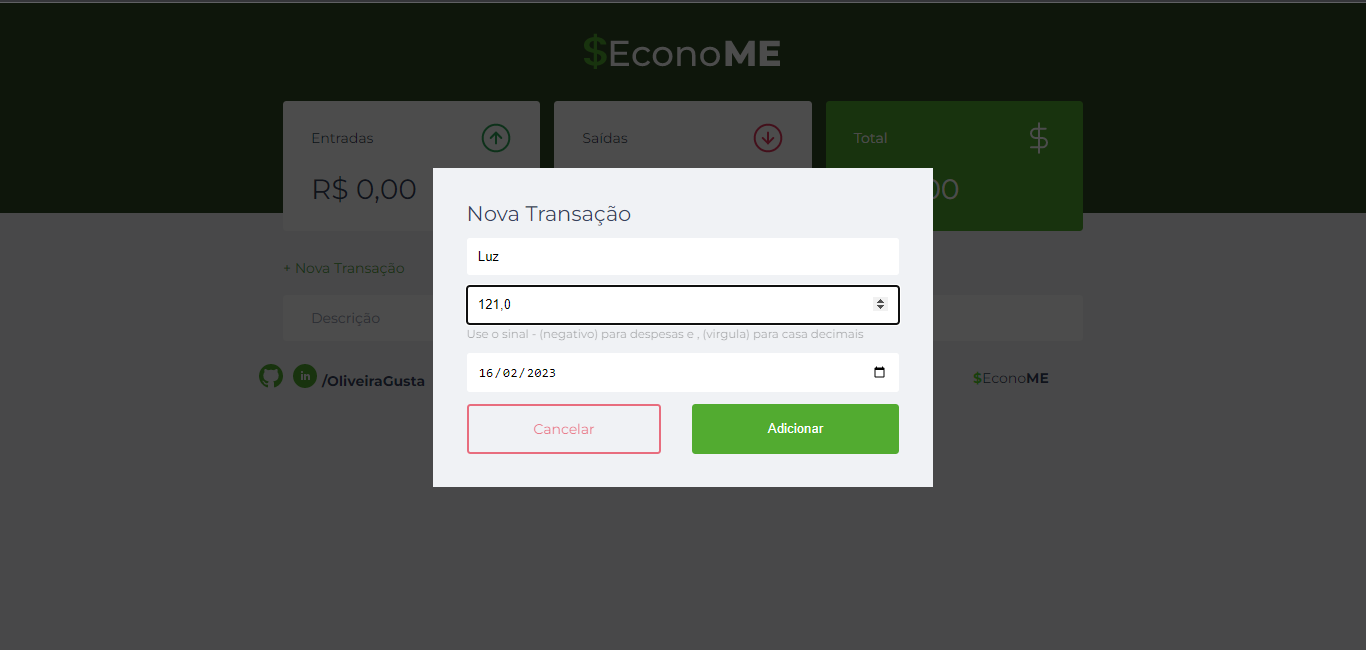 $EconoME
Entradas
Saídas
Total
$
R$ 0,00
00
Nova Transação
Luz
121,0
Use o sinal - (negativo) para despesas e , (virgula) para casa decimais
16/02/2023
Cancelar
Adicionar
+ Nova Transação
Descrição
in
/OliveiraGusta
$EconoME